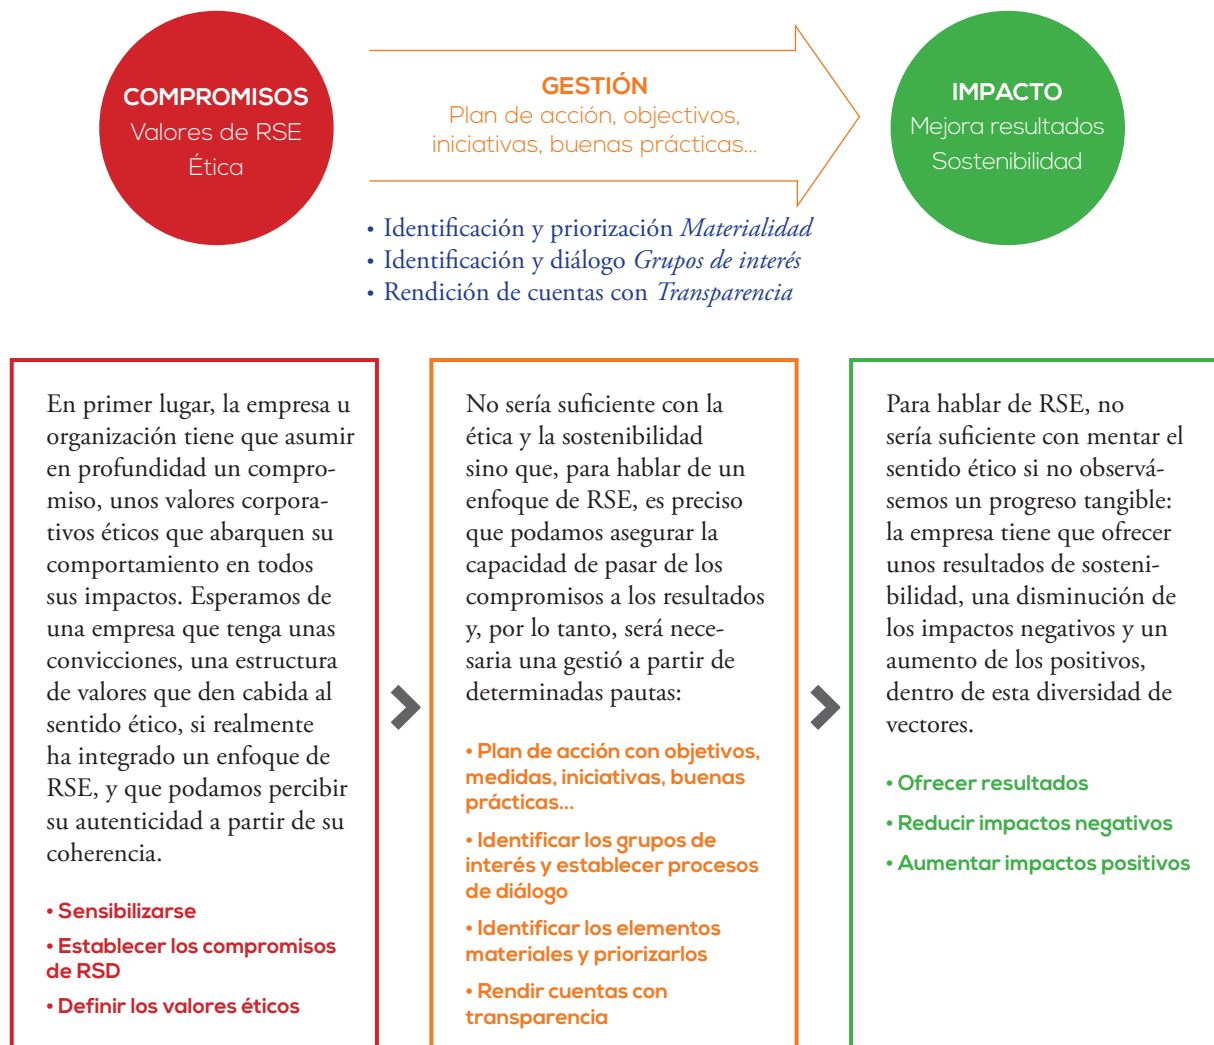 COMPROMISOS
Valores de RSE
Ética
GESTIÓN
Plan de acción, objectivos,
iniciativas, buenas prácticas...
IMPACTO
Mejora resultados
Sostenibilidad
• Identificación y priorización Materialidad
• Identificación y diálogo Grupos de interés
• Rendición de cuentas con Transparencia
En primer lugar, la empresa u
organización tiene que asumir
en profundidad un compro-
miso, unos valores corpora-
tivos éticos que abarquen su
comportamiento en todos
sus impactos. Esperamos de
una empresa que tenga unas
convicciones, una estructura
de valores que den cabida al
sentido ético, si realmente
ha integrado un enfoque de
RSE, y que podamos percibir
su autenticidad a partir de su
coherencia.
• Sensibilizarse
• Establecer los compromisos
de RSD
• Definir los valores éticos
No sería suficiente con la
ética y la sostenibilidad
sino que, para hablar de un
enfoque de RSE, es preciso
que podamos asegurar la
capacidad de pasar de los
compromisos a los resultados
y, por lo tanto, será nece-
saria una gestió a partir de
determinadas pautas:
• Plan de acción con objetivos,
medidas, iniciativas, buenas
prácticas...
• Identificar los grupos de
interés y establecer procesos
de diálogo
• Identificar los elementos
materiales y priorizarlos
• Rendir cuentas con
transparencia
Para hablar de RSE, no
sería suficiente con mentar el
sentido ético si no observá-
semos un progreso tangible:
la empresa tiene que ofrecer
unos resultados de sosteni-
bilidad, una disminución de
los impactos negativos y un
aumento de los positivos,
dentro de esta diversidad de
vectores.
• Ofrecer resultados
• Reducir impactos negativos
• Aumentar impactos positivos